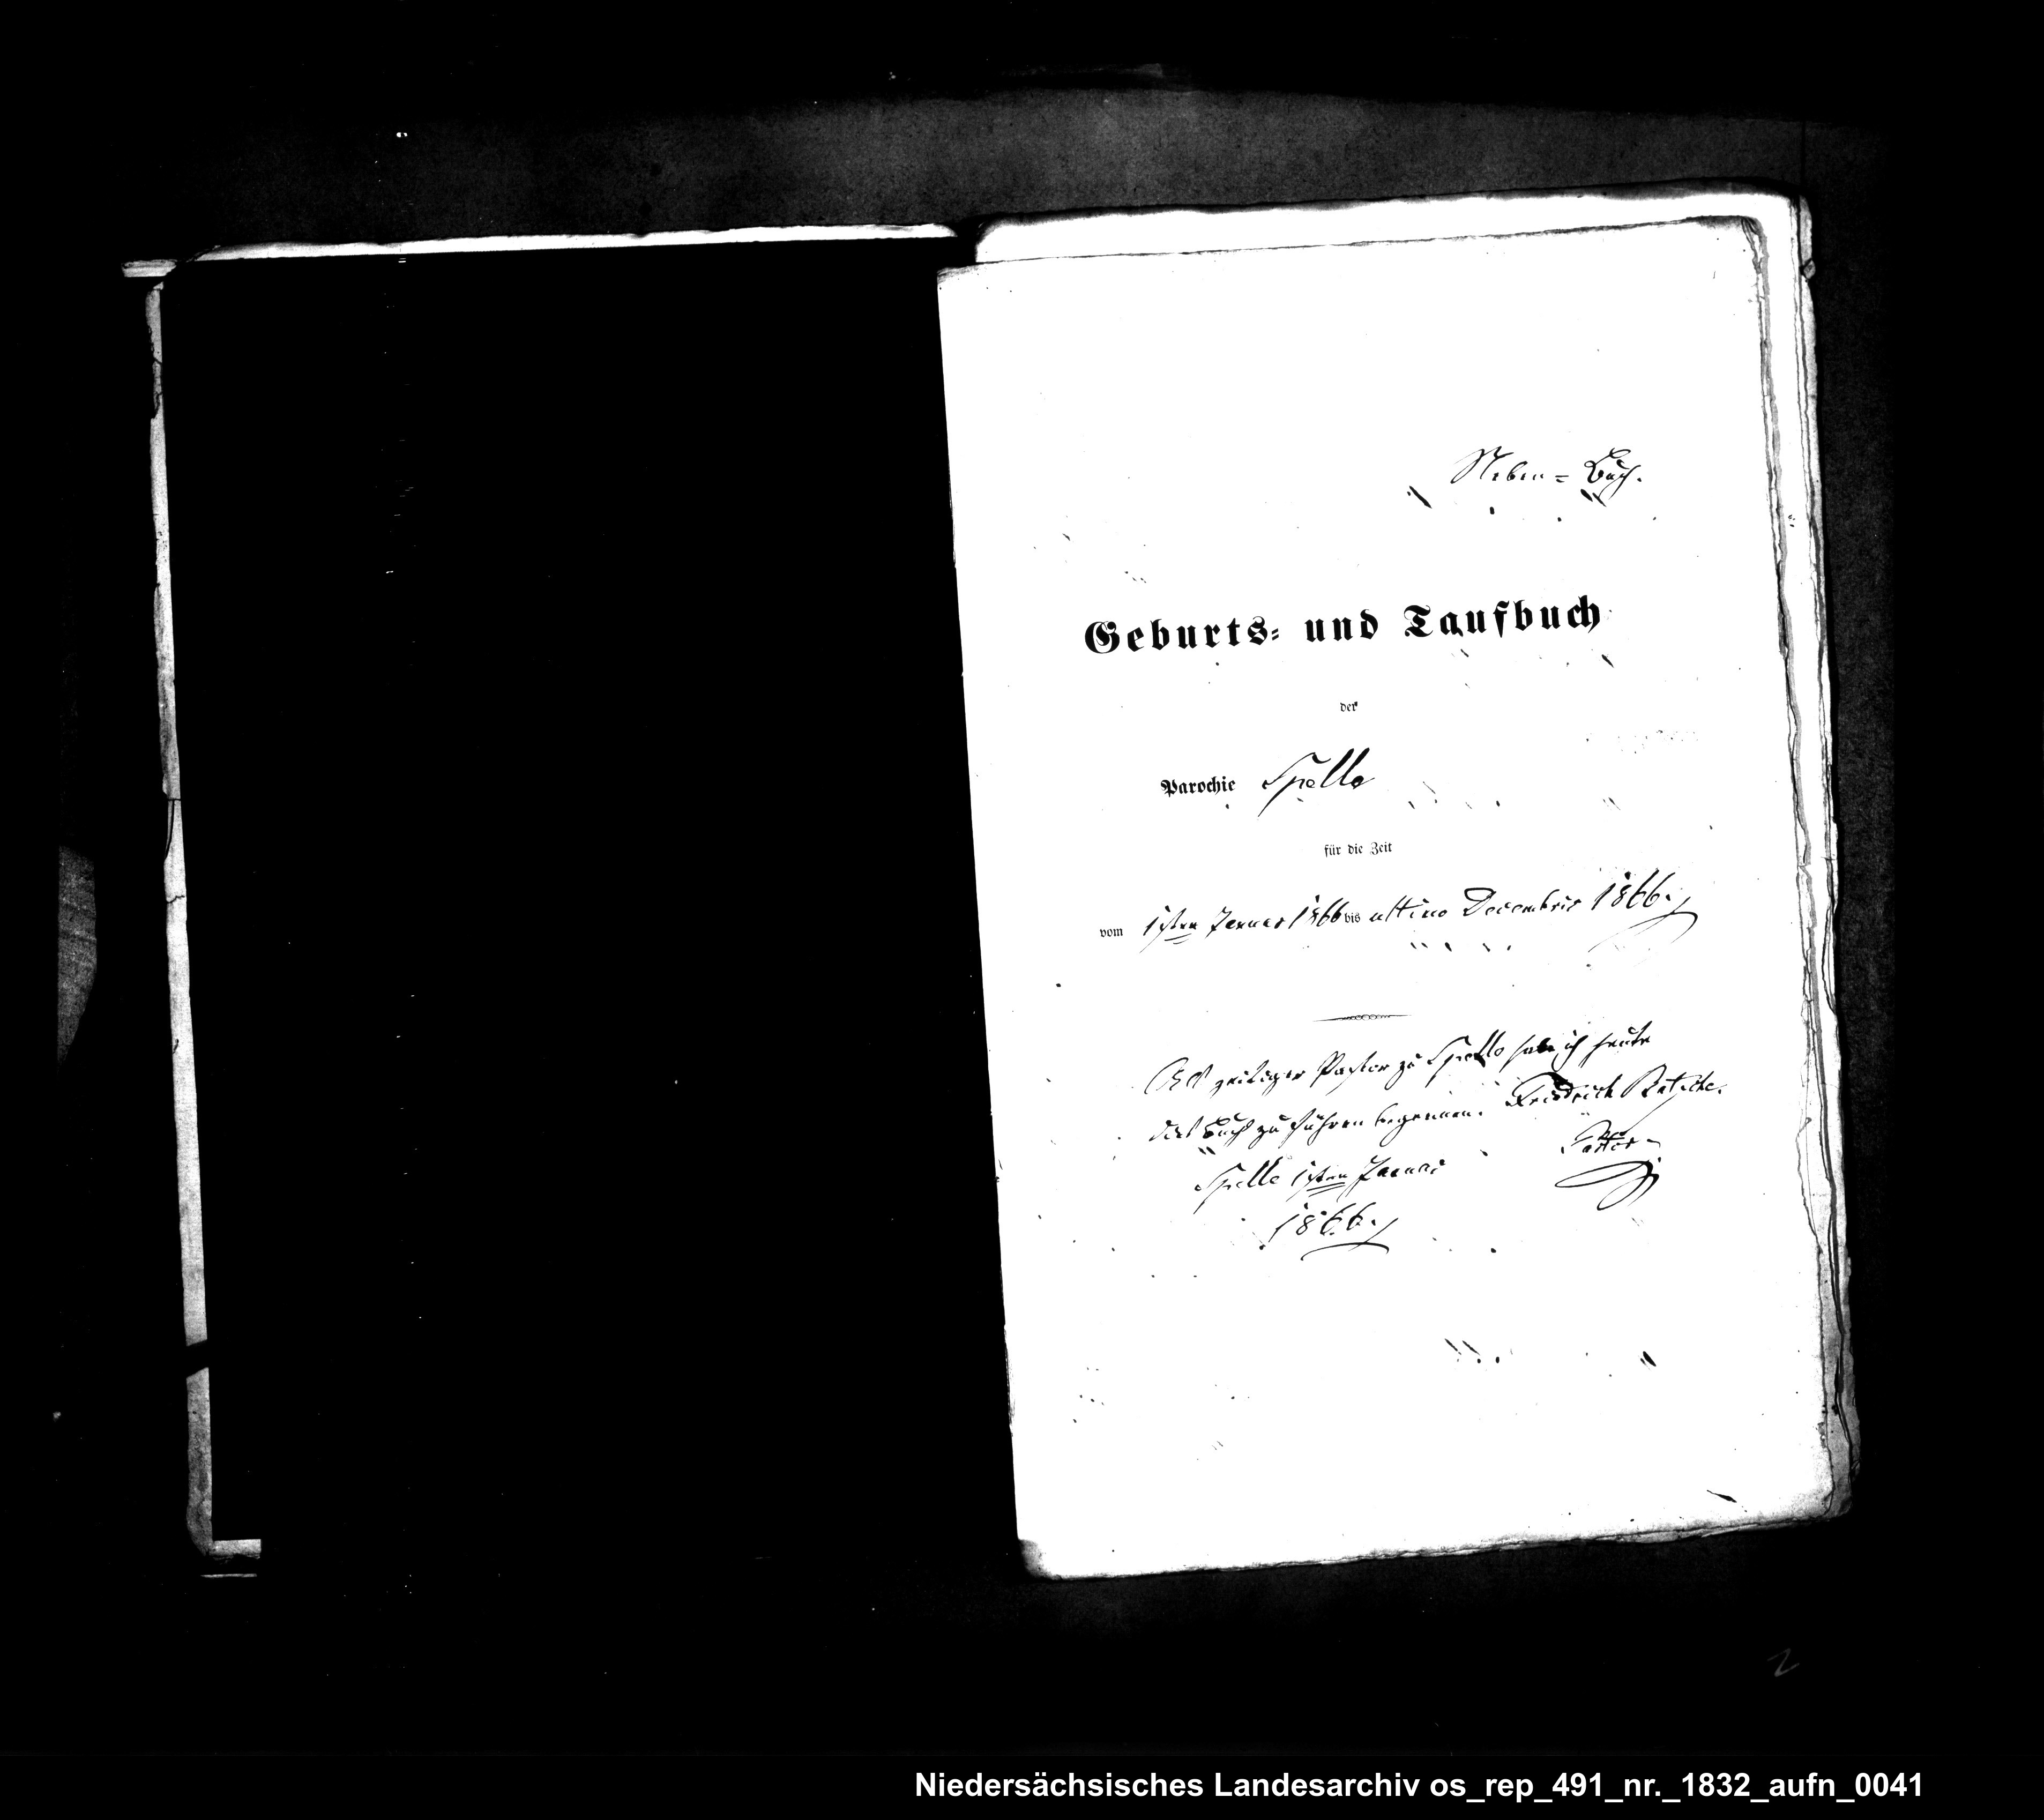 Neben = Buch.
Geburts= und Taufbuch
der
Parochie Spelle
für die Zeit
vom 1sten Januar 1866 bis ultimo Decembris 1866.
Als zeitiger Pastor zu Spelle habe ich heute
das Buch zu führen begonnen. Friedrich
Pastor
Spelle 1sten Januar
1866.
2
Niedersächsisches Landesarchiv os_rep_491_nr._1832_aufn_0041